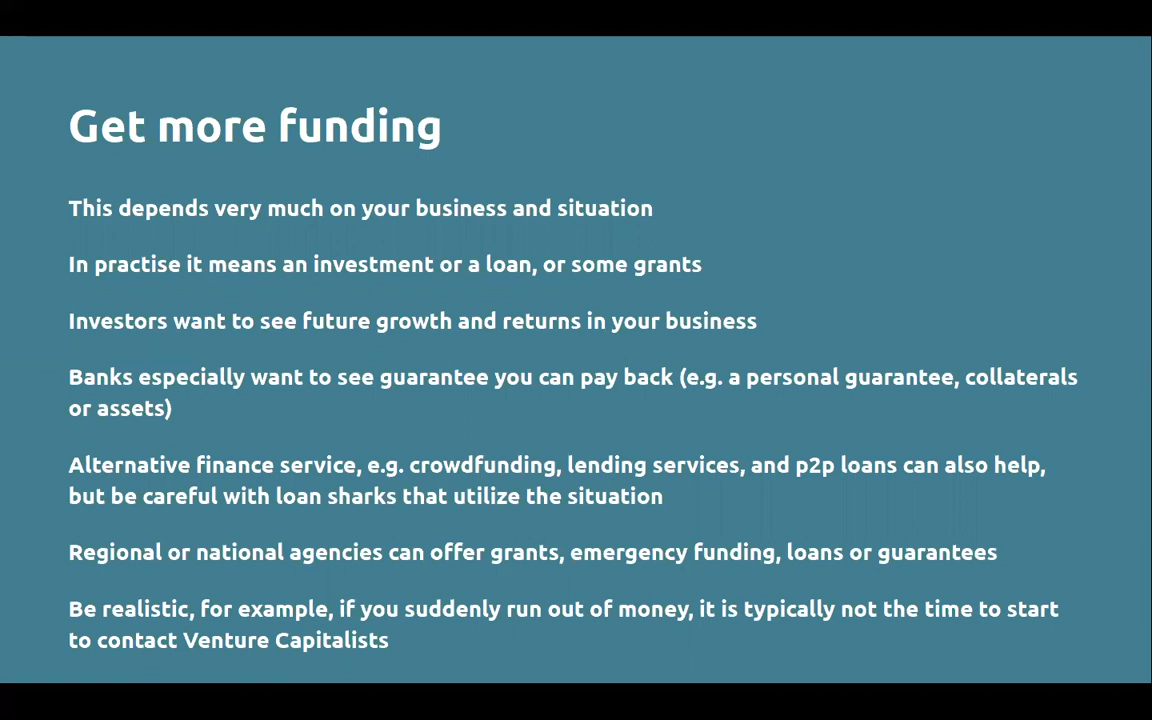 Get more funding
This depends very much on your business and situation
In practise it means an investment or a loan, or some grants
Investors want to see future growth and returns in your business
Banks especially want to see guarantee you can pay back (e.g. a personal guarantee, collaterals
or assets)
Alternative finance service, e.g. crowdfunding, lending services, and p2p loans can also help,
but be careful with loan sharks that utilize the situation
Regional or national agencies can offer grants, emergency funding, loans or guarantees
Be realistic, for example, if you suddenly run out of money, it is typically not the time to start
to contact Venture Capitalists